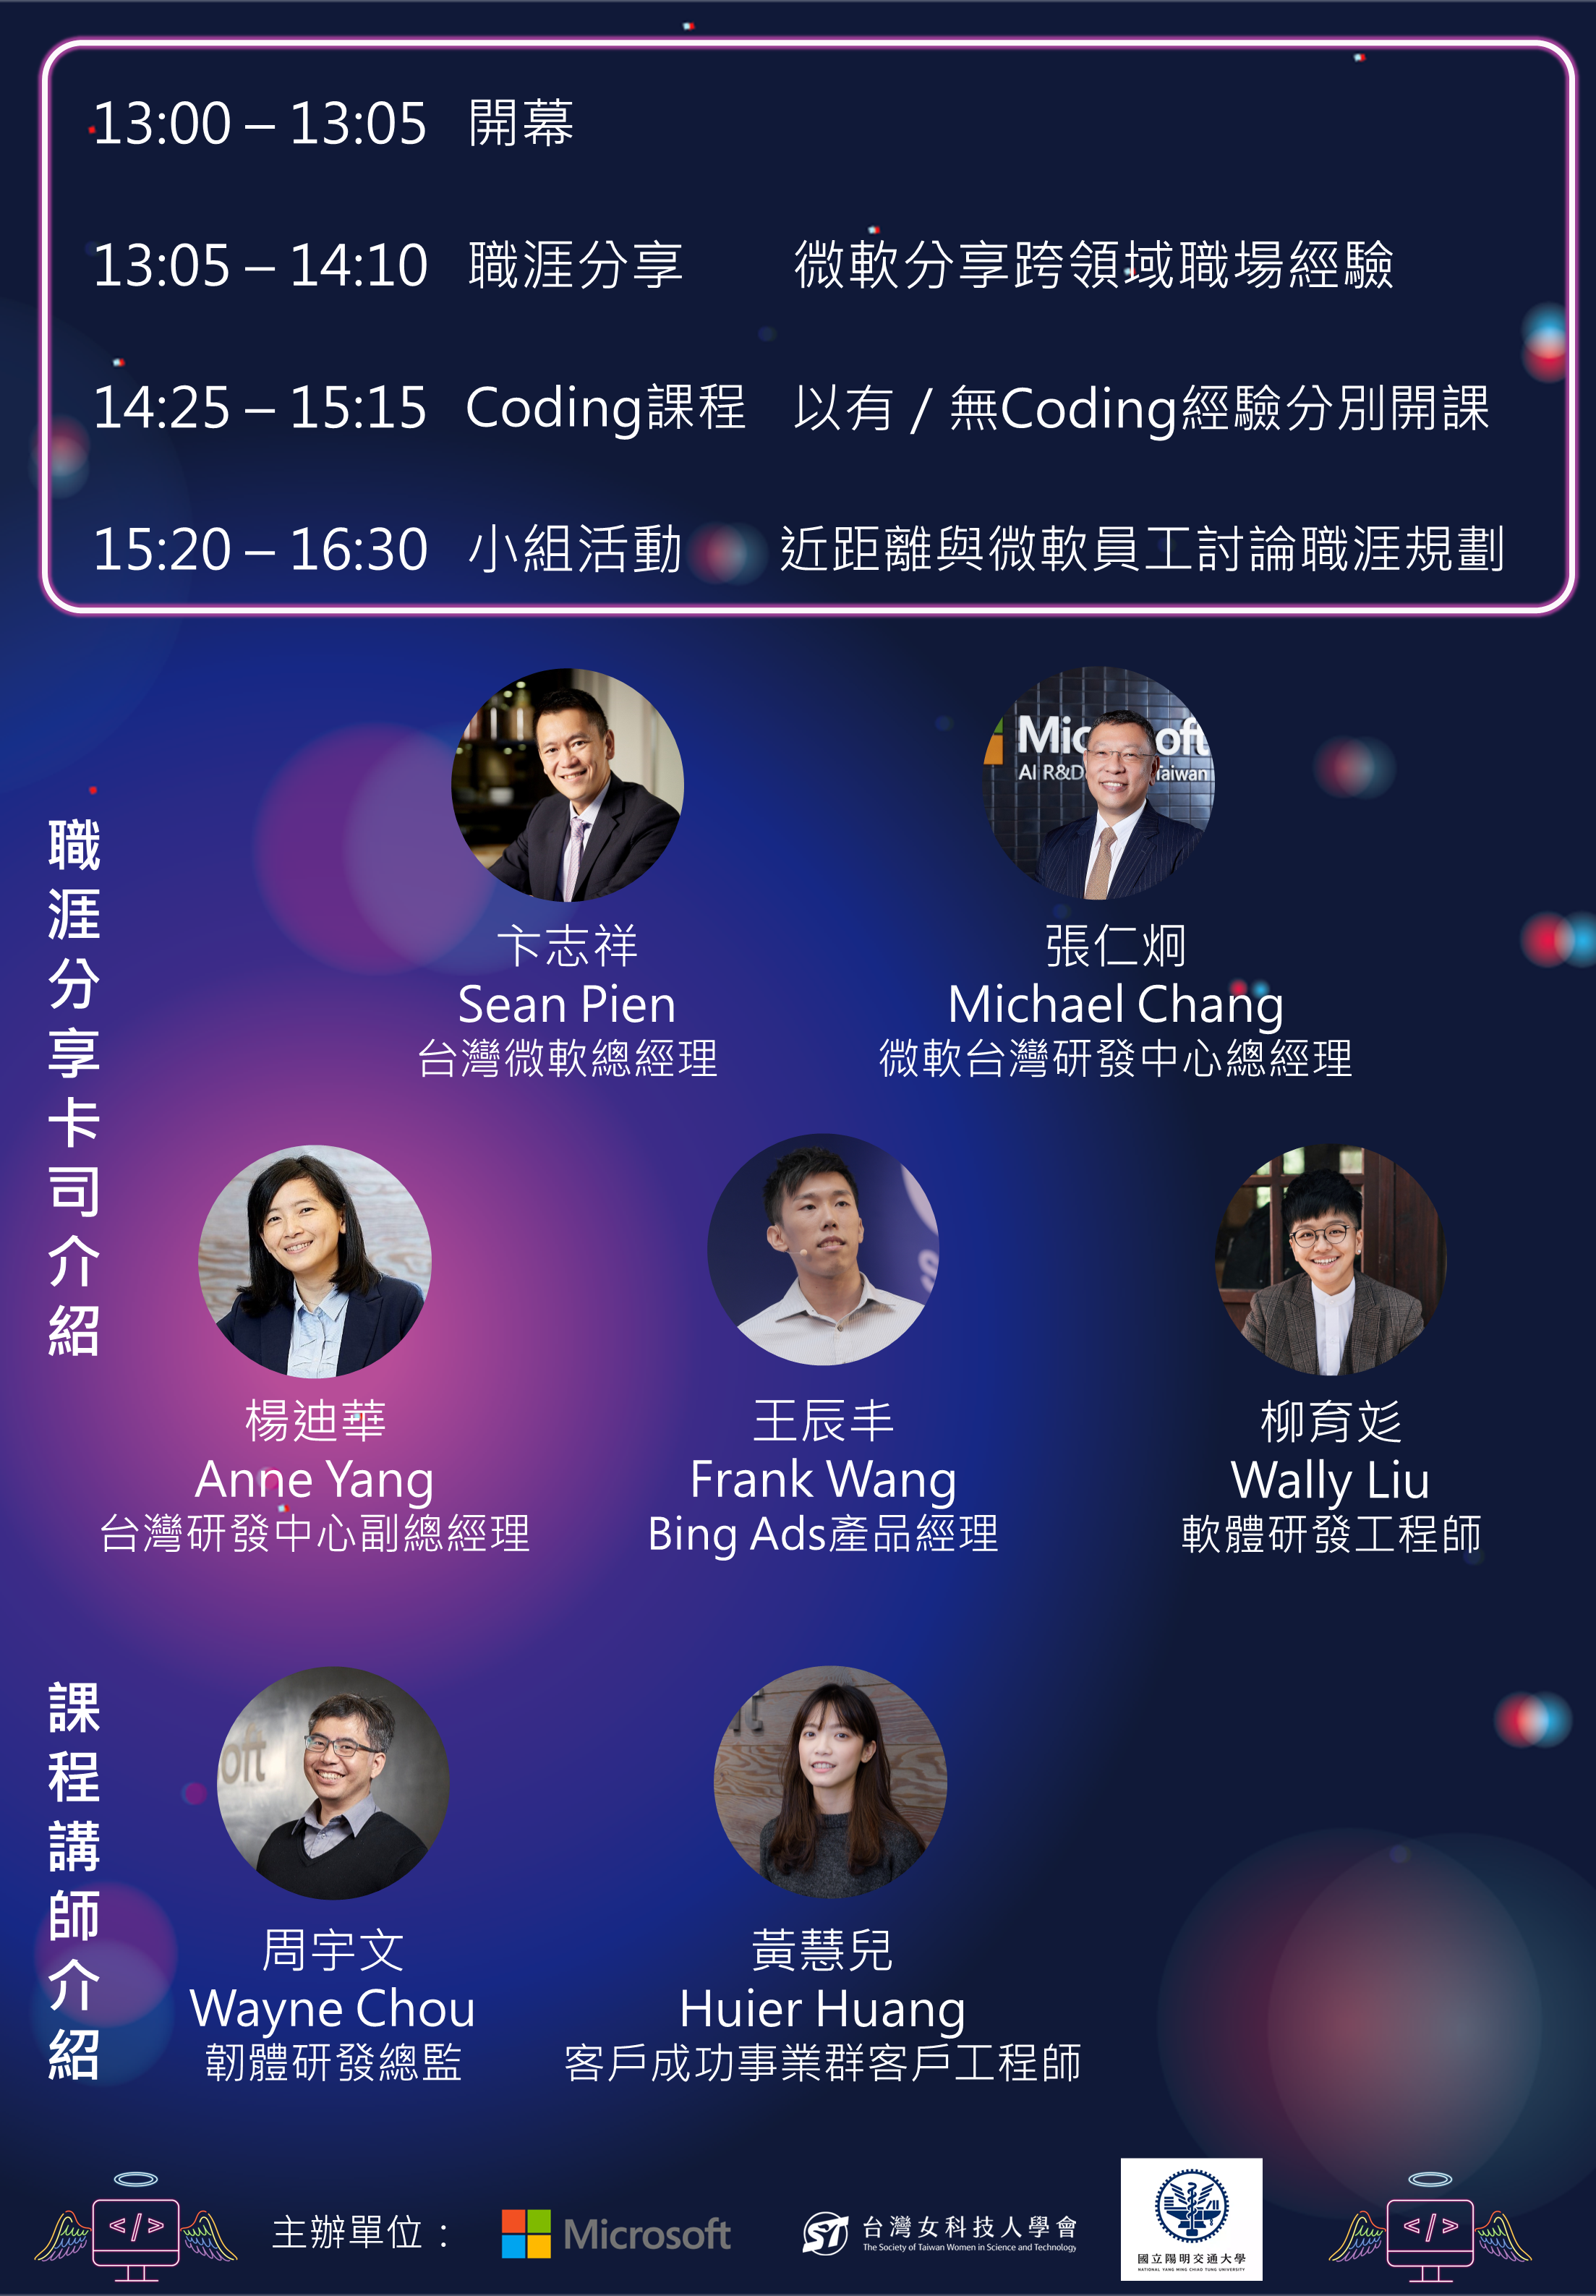 13:00 – 13:05 開幕
13:05 – 14:10 職涯分享 微軟分享跨領域職場經驗
14:25 – 15:15 Coding課程 以有 / 無Coding經驗分別開課
15:20 – 16:30 小組活動 近距離與微軟員工討論職涯規劃
職涯分享卡司介紹
Microsoft
AI R&D Taiwan
卞志祥
Sean Pien
台灣微軟總經理
張仁炯
Michael Chang
微軟台灣研發中心總經理
楊迪華
Anne Yang
台灣研發中心副總經理
王辰丰
Frank Wang
Bing Ads產品經理
柳育彣
Wally Liu
軟體研發工程師
課程講師介紹
oft
周宇文
Wayne Chou
韌體研發總監
黃慧兒
Huier Huang
客戶成功事業群客戶工程師
</>
主辦單位：
Microsoft
ST
台灣女科技人學會
The Society of Taiwan Women in Science and Technology
國立陽明交通大學
NATIONAL YANG MING CHIAO TUNG UNIVERSITY
</>